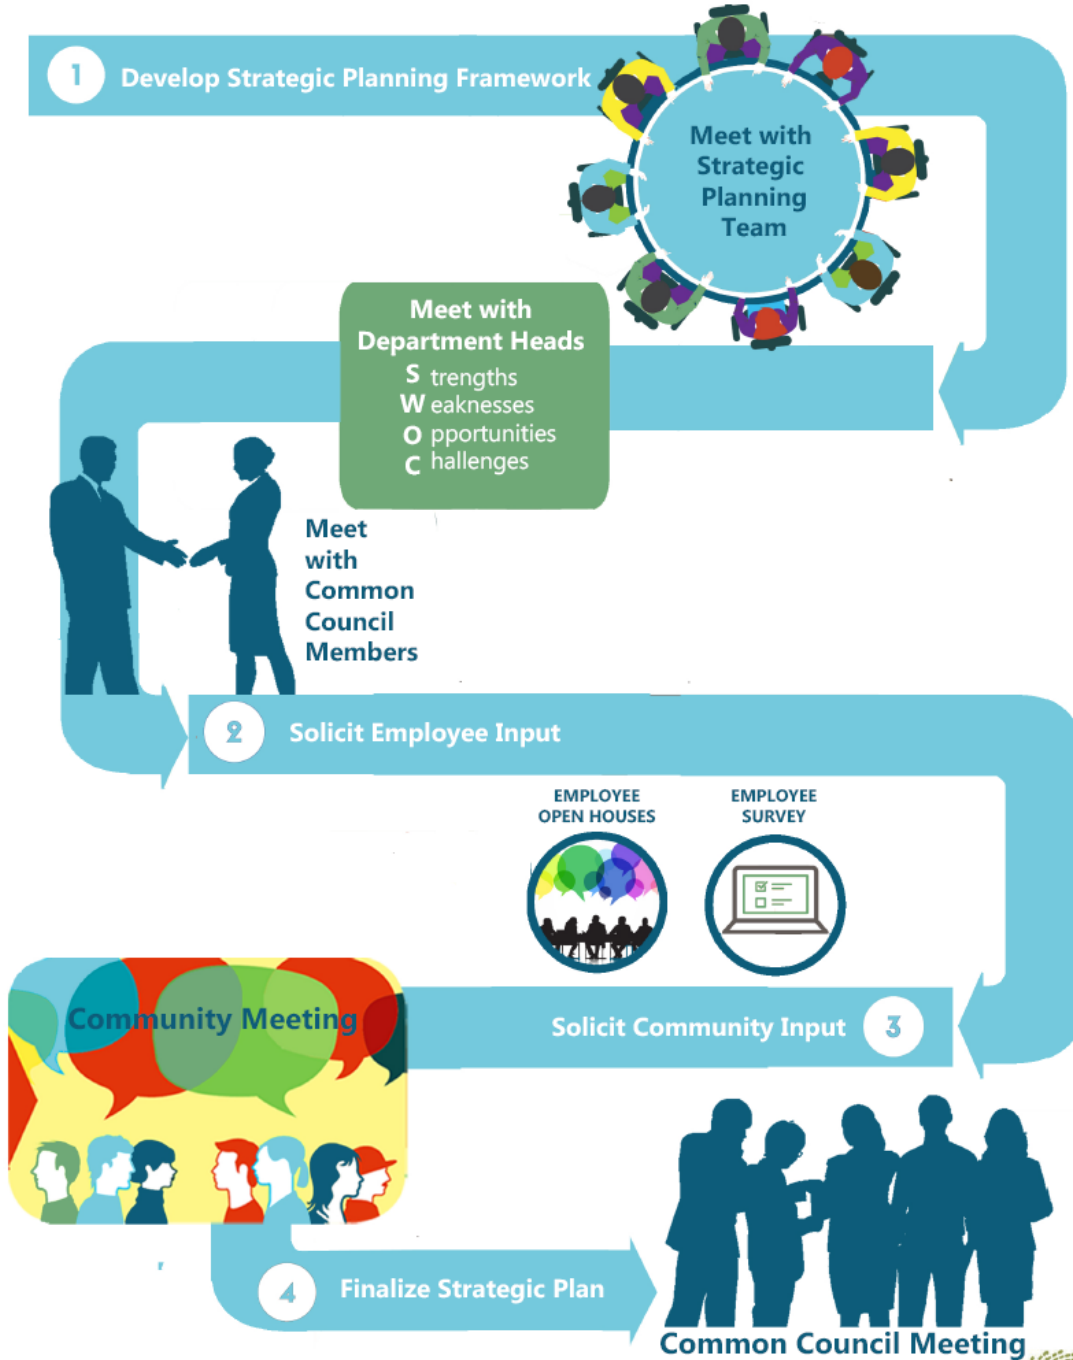 1 Develop Strategic Planning Framework
Meet with
Strategic
Planning
Team
Meet with
Department Heads
S trengths
W eaknesses
O pportunities
C hallenges
Meet
with
Common
Council
Members
2 Solicit Employee Input
EMPLOYEE
OPEN HOUSES
EMPLOYEE
SURVEY
Solicit Community Input 3
Community Meeting
4 Finalize Strategic Plan
Common Council Meeting